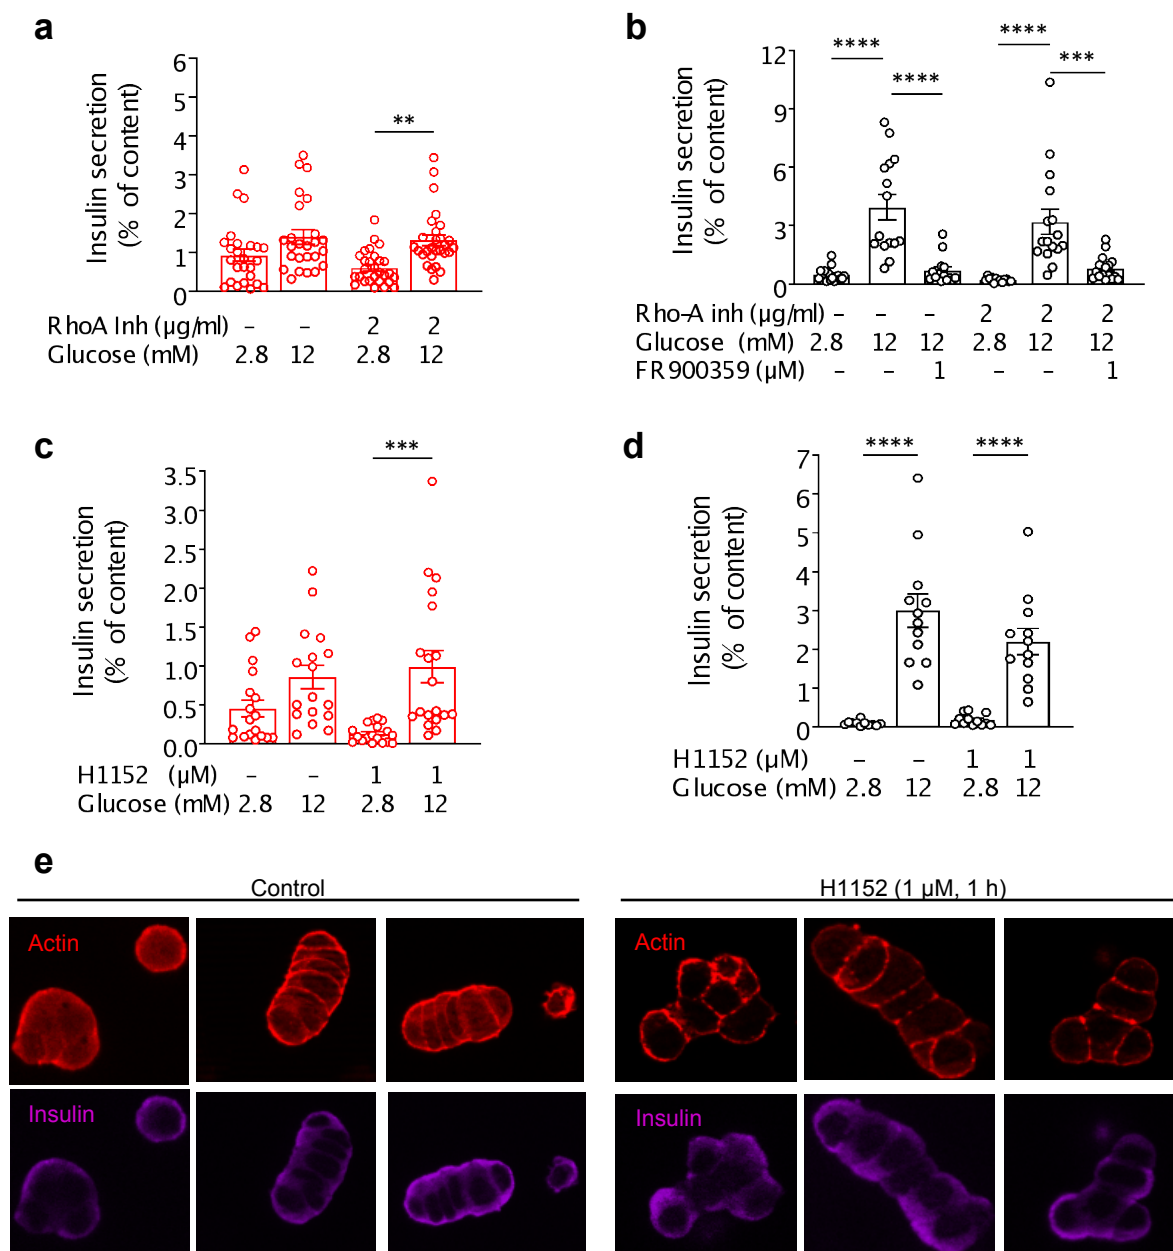 a
6
5
4
3
2
1
0
Insulin secretion
(% of content)
**
RhoA Inh (µg/ml) – – 2 2
Glucose (mM) 2.8 12 2.8 12
b
12
9
6
3
0
Insulin secretion
(% of content)
**** **** **** ***
Rho-A inh (µg/ml) – – – 2 2 2
Glucose (mM) 2.8 12 12 2.8 12 12
FR900359 (µM) – – 1 – – 1
c
3.5
3.0
2.5
2.0
1.5
1.0
0.5
0.0
Insulin secretion
(% of content)
***
H1152 (µM) – – 1 1
Glucose (mM) 2.8 12 2.8 12
d
7
6
5
4
3
2
1
0
Insulin secretion
(% of content)
**** ****
H1152 (µM) – – 1 1
Glucose (mM) 2.8 12 2.8 12
e
Control
H1152 (1 µM, 1 h)
Actin
Actin
Insulin
Insulin